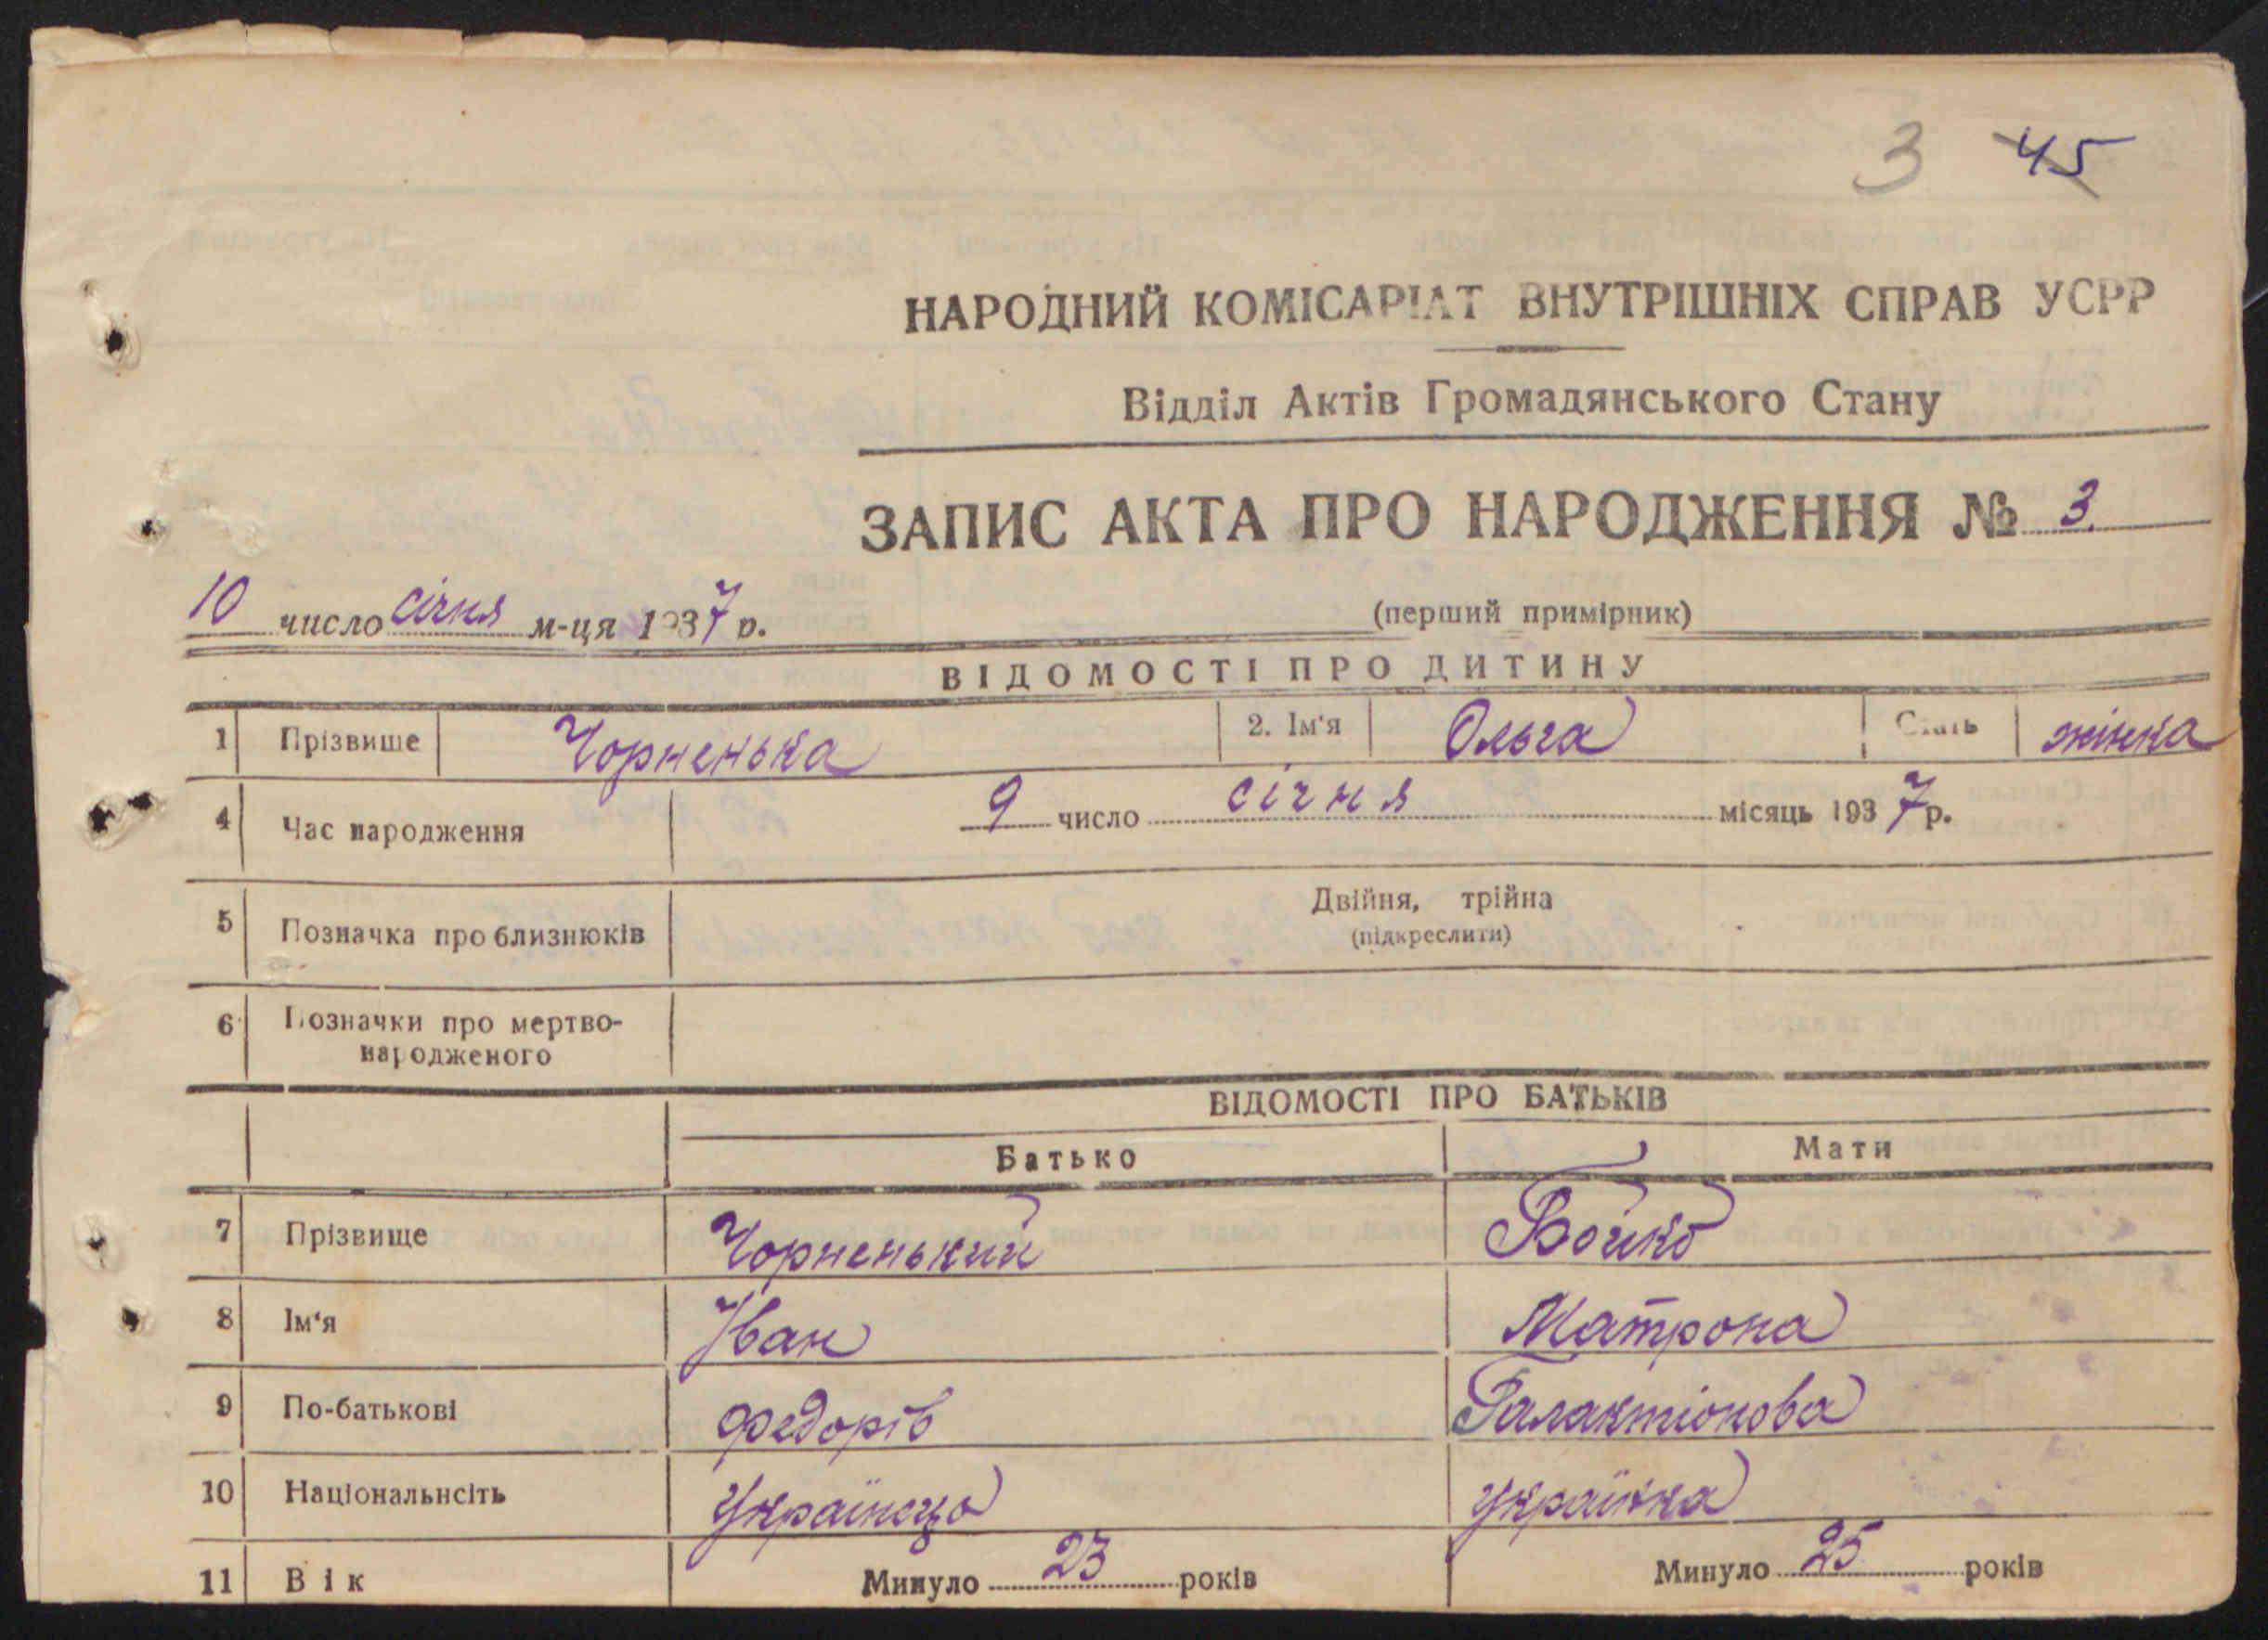 3 45
НАРОДНИЙ КОМІСАРІАТ ВНУТРІШНІХ СПРАВ УСРР
Відділ Актів Громадянського Стану
ЗАПИС АКТА ПРО НАРОДЖЕННЯ № 3.
10 число січня м-ця 1937 р.
(перший примірник)
ВІДОМОСТІ ПРО ДИТИНУ
1 Прізвише Чорненька 2. Ім'я Ольга Стать жінка
4 Час народження 9 число січня місяць 1937 р.
5 Позначка про близнюків Двійня, трійна
(підкреслити)
6 Позначки про мертво-
народженого
ВІДОМОСТІ ПРО БАТЬКІВ
Батько Мати
7 Прізвище Чорненький Бойко
8 Ім'я Іван Матрона
9 По-батькові Федорів Галактіонова
10 Національнсіть Українець Українка
11 Вік Минуло 23 років Минуло 25 років